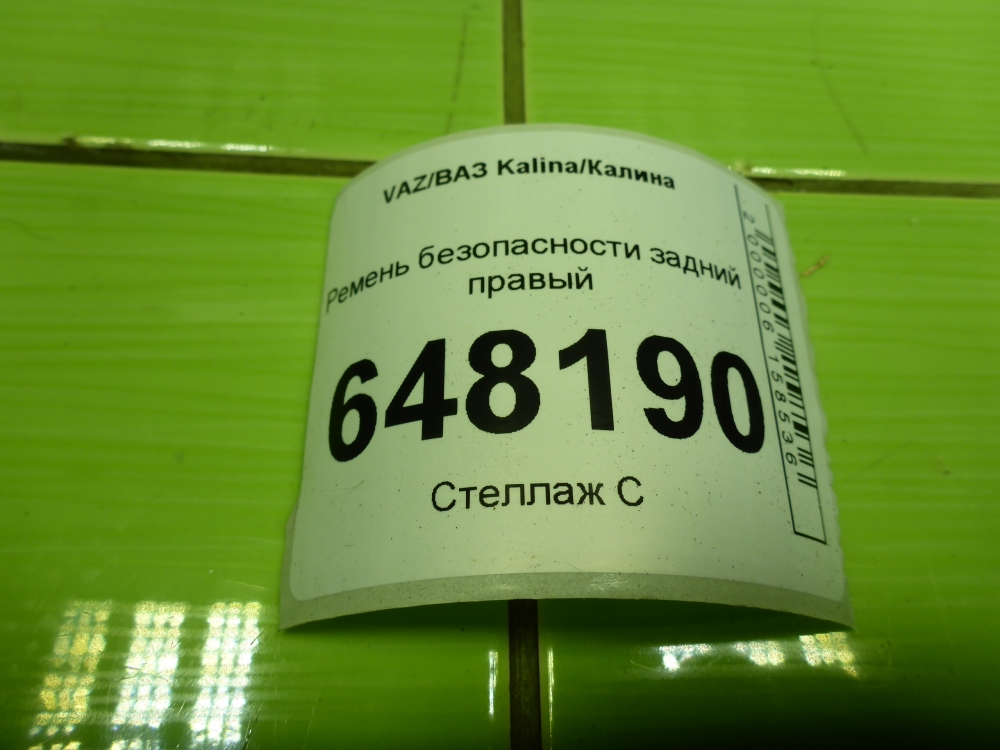 VAZ/ВАЗ Kalina/Калина
Ремень безопасности задний
правый
648190
Стеллаж С
2000006158536